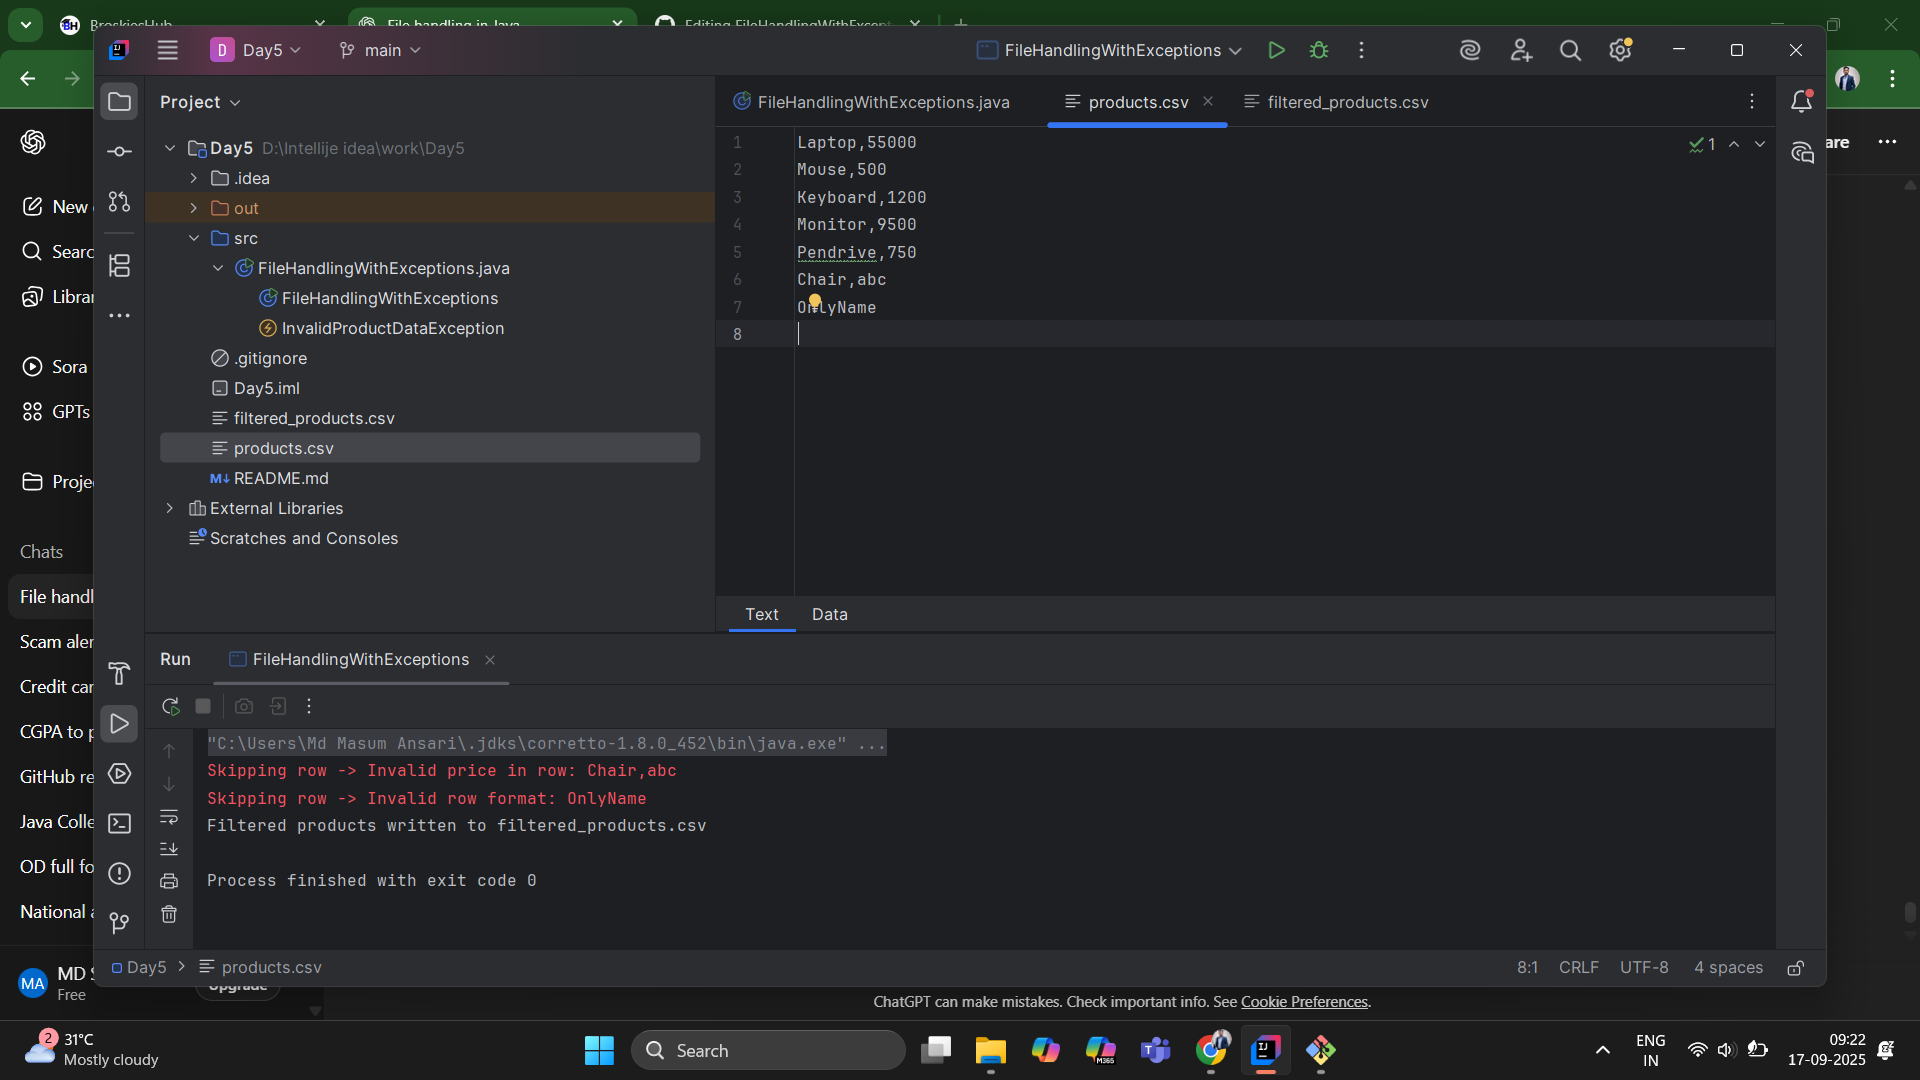 BroskiesHub
File handling in Java
Editing FileHandlingWithExcept
D Day5
main
FileHandlingWithExceptions
Project
FileHandlingWithExceptions.java
products.csv
filtered_products.csv
Day5 D:\Intellije idea\work\Day5
.idea
out
src
FileHandlingWithExceptions.java
FileHandlingWithExceptions
InvalidProductDataException
.gitignore
Day5.iml
filtered_products.csv
products.csv
M↓ README.md
External Libraries
Scratches and Consoles
1 Laptop,55000
2 Mouse,500
3 Keyboard,1200
4 Monitor,9500
5 Pendrive,750
6 Chair,abc
7 OnlyName
8
1
Text Data
Run FileHandlingWithExceptions
"C:\Users\Md Masum Ansari\.jdks\corretto-1.8.0_452\bin\java.exe" ...
Skipping row -> Invalid price in row: Chair,abc
Skipping row -> Invalid row format: OnlyName
Filtered products written to filtered_products.csv
Process finished with exit code 0
Day5 > products.csv
8:1 CRLF UTF-8 4 spaces
are
New
Sear
Libra
Sora
GPTs
Proje
Chats
File handl
Scam aler
Credit car
CGPA to p
GitHub re
Java Colle
OD full fo
National a
MA MD S
Free
Upgrade
ChatGPT can make mistakes. Check important info. See Cookie Preferences.
2
31°C
Mostly cloudy
Search
M365
ENG
IN
09:22
17-09-2025